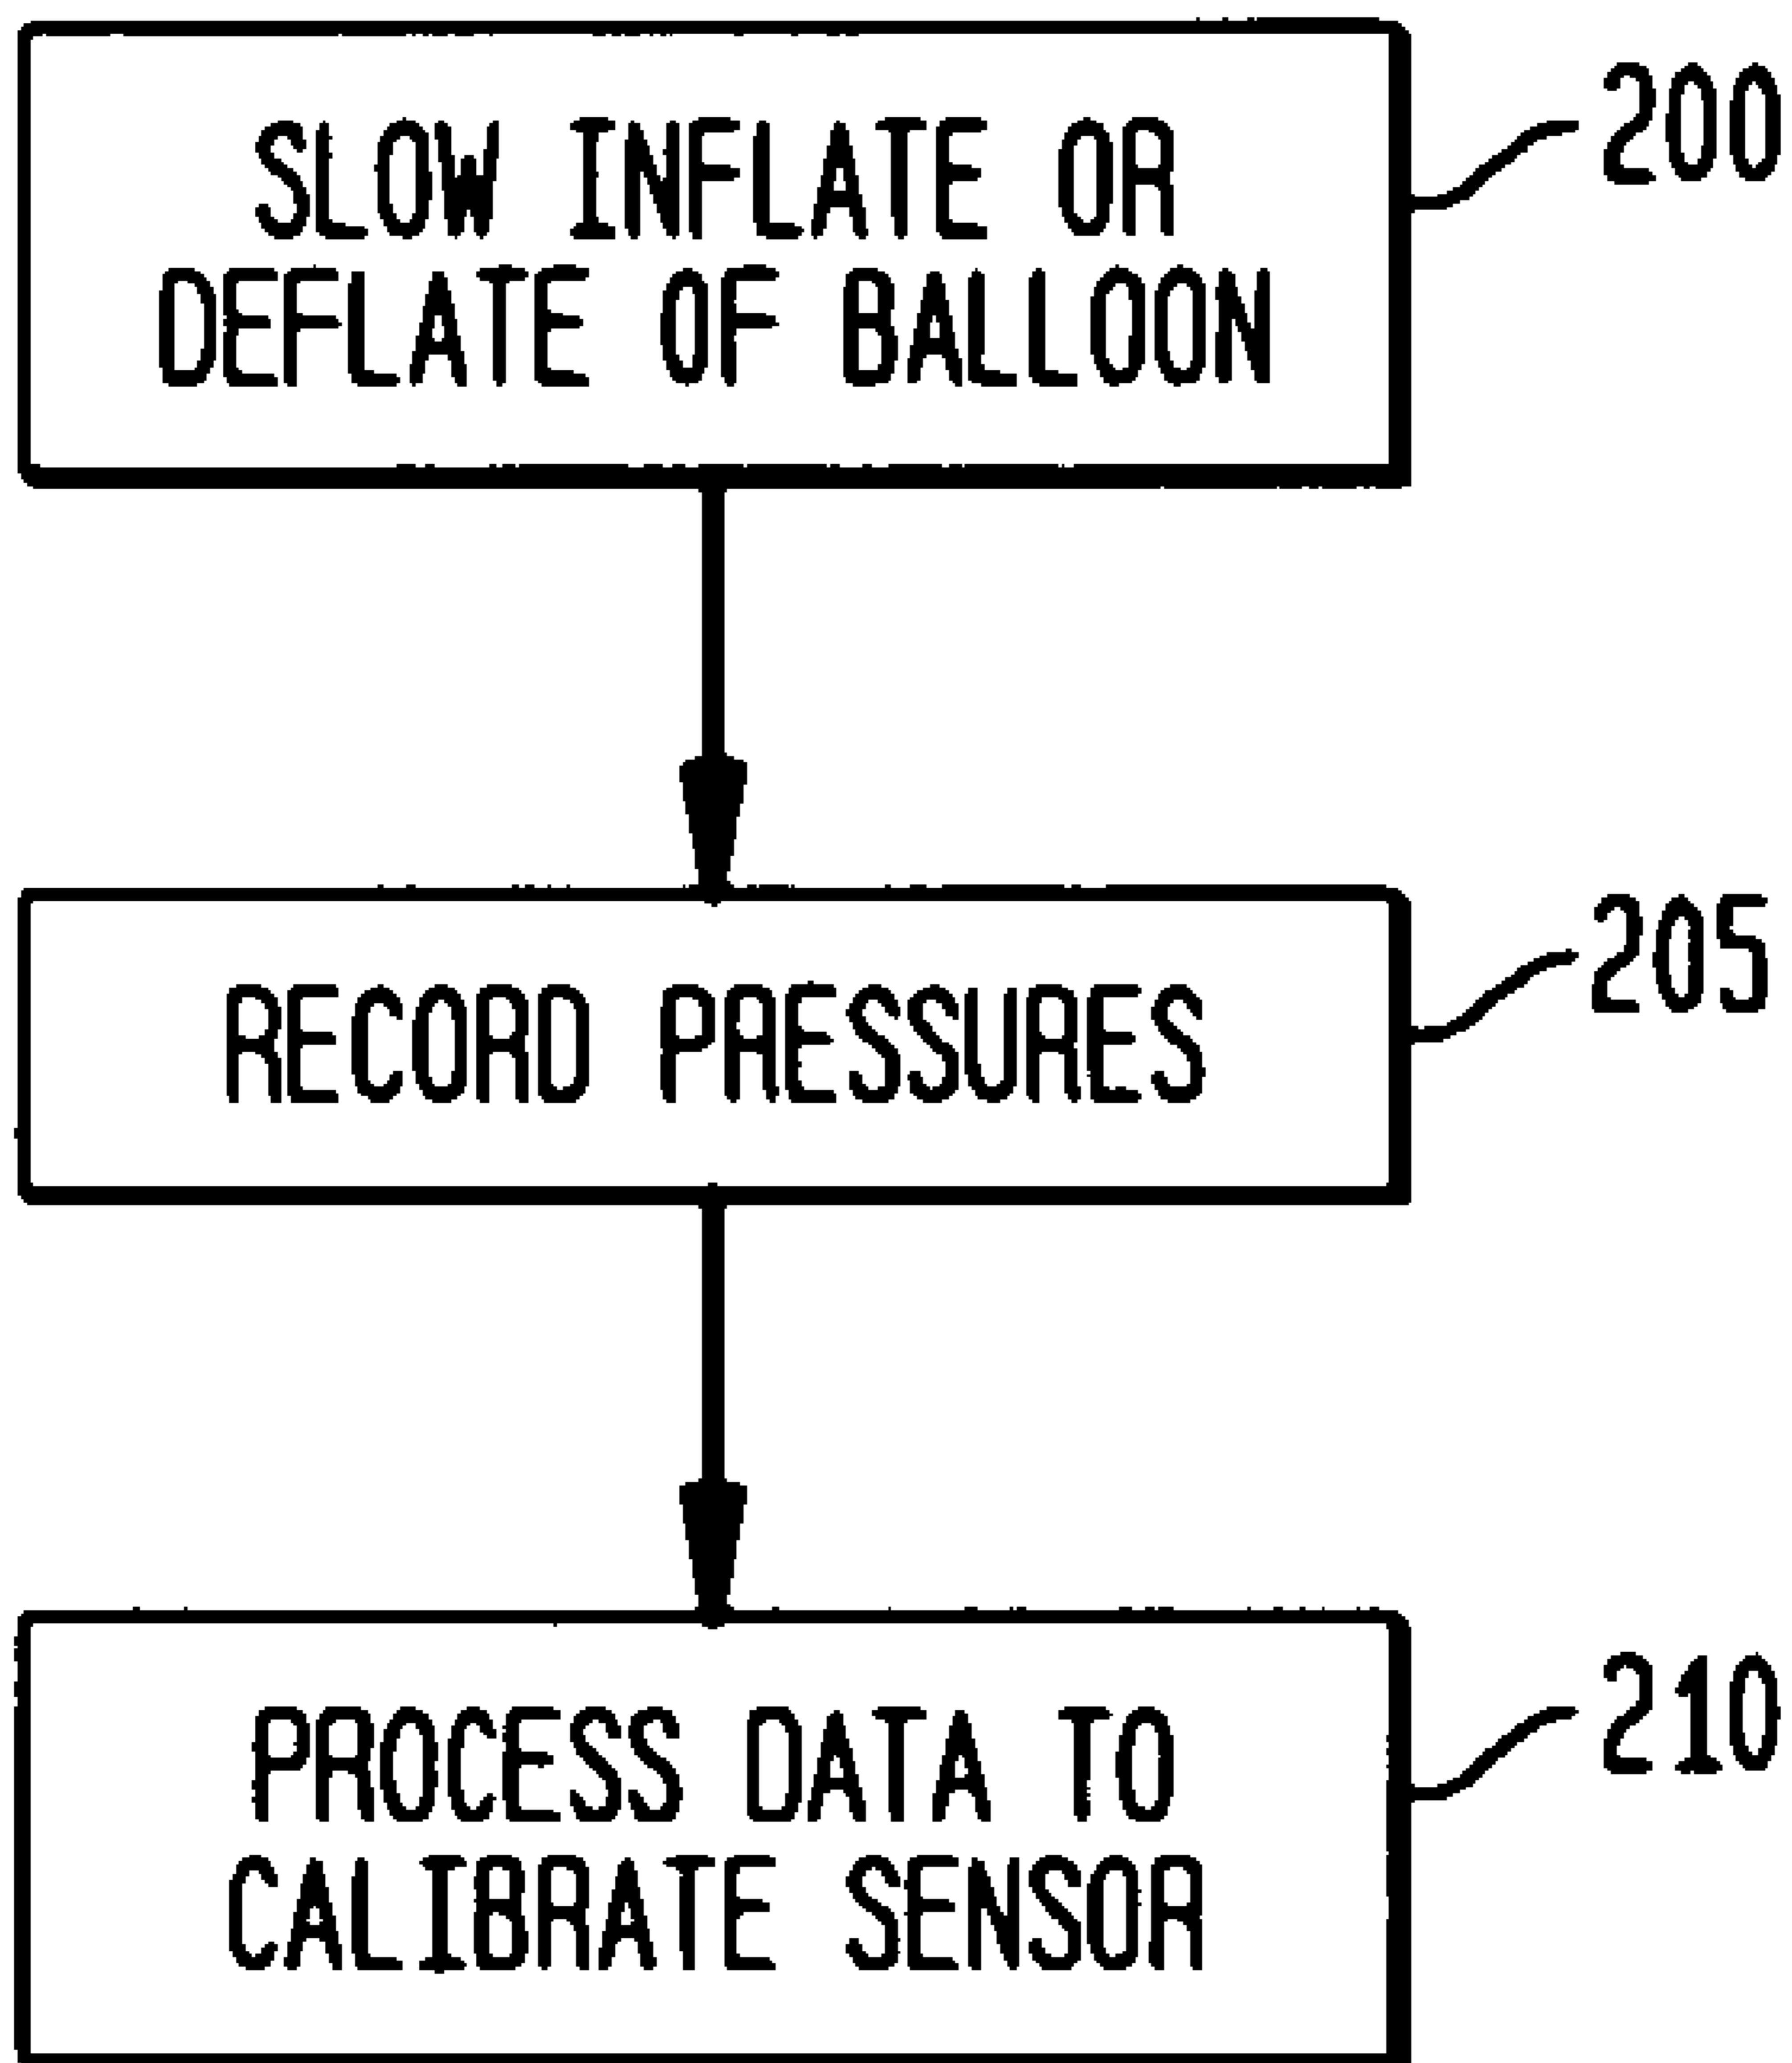 SLOW INFLATE OR
DEFLATE OF BALLOON
200
RECORD PRESSURES
205
PROCESS DATA TO
CALIBRATE SENSOR
210